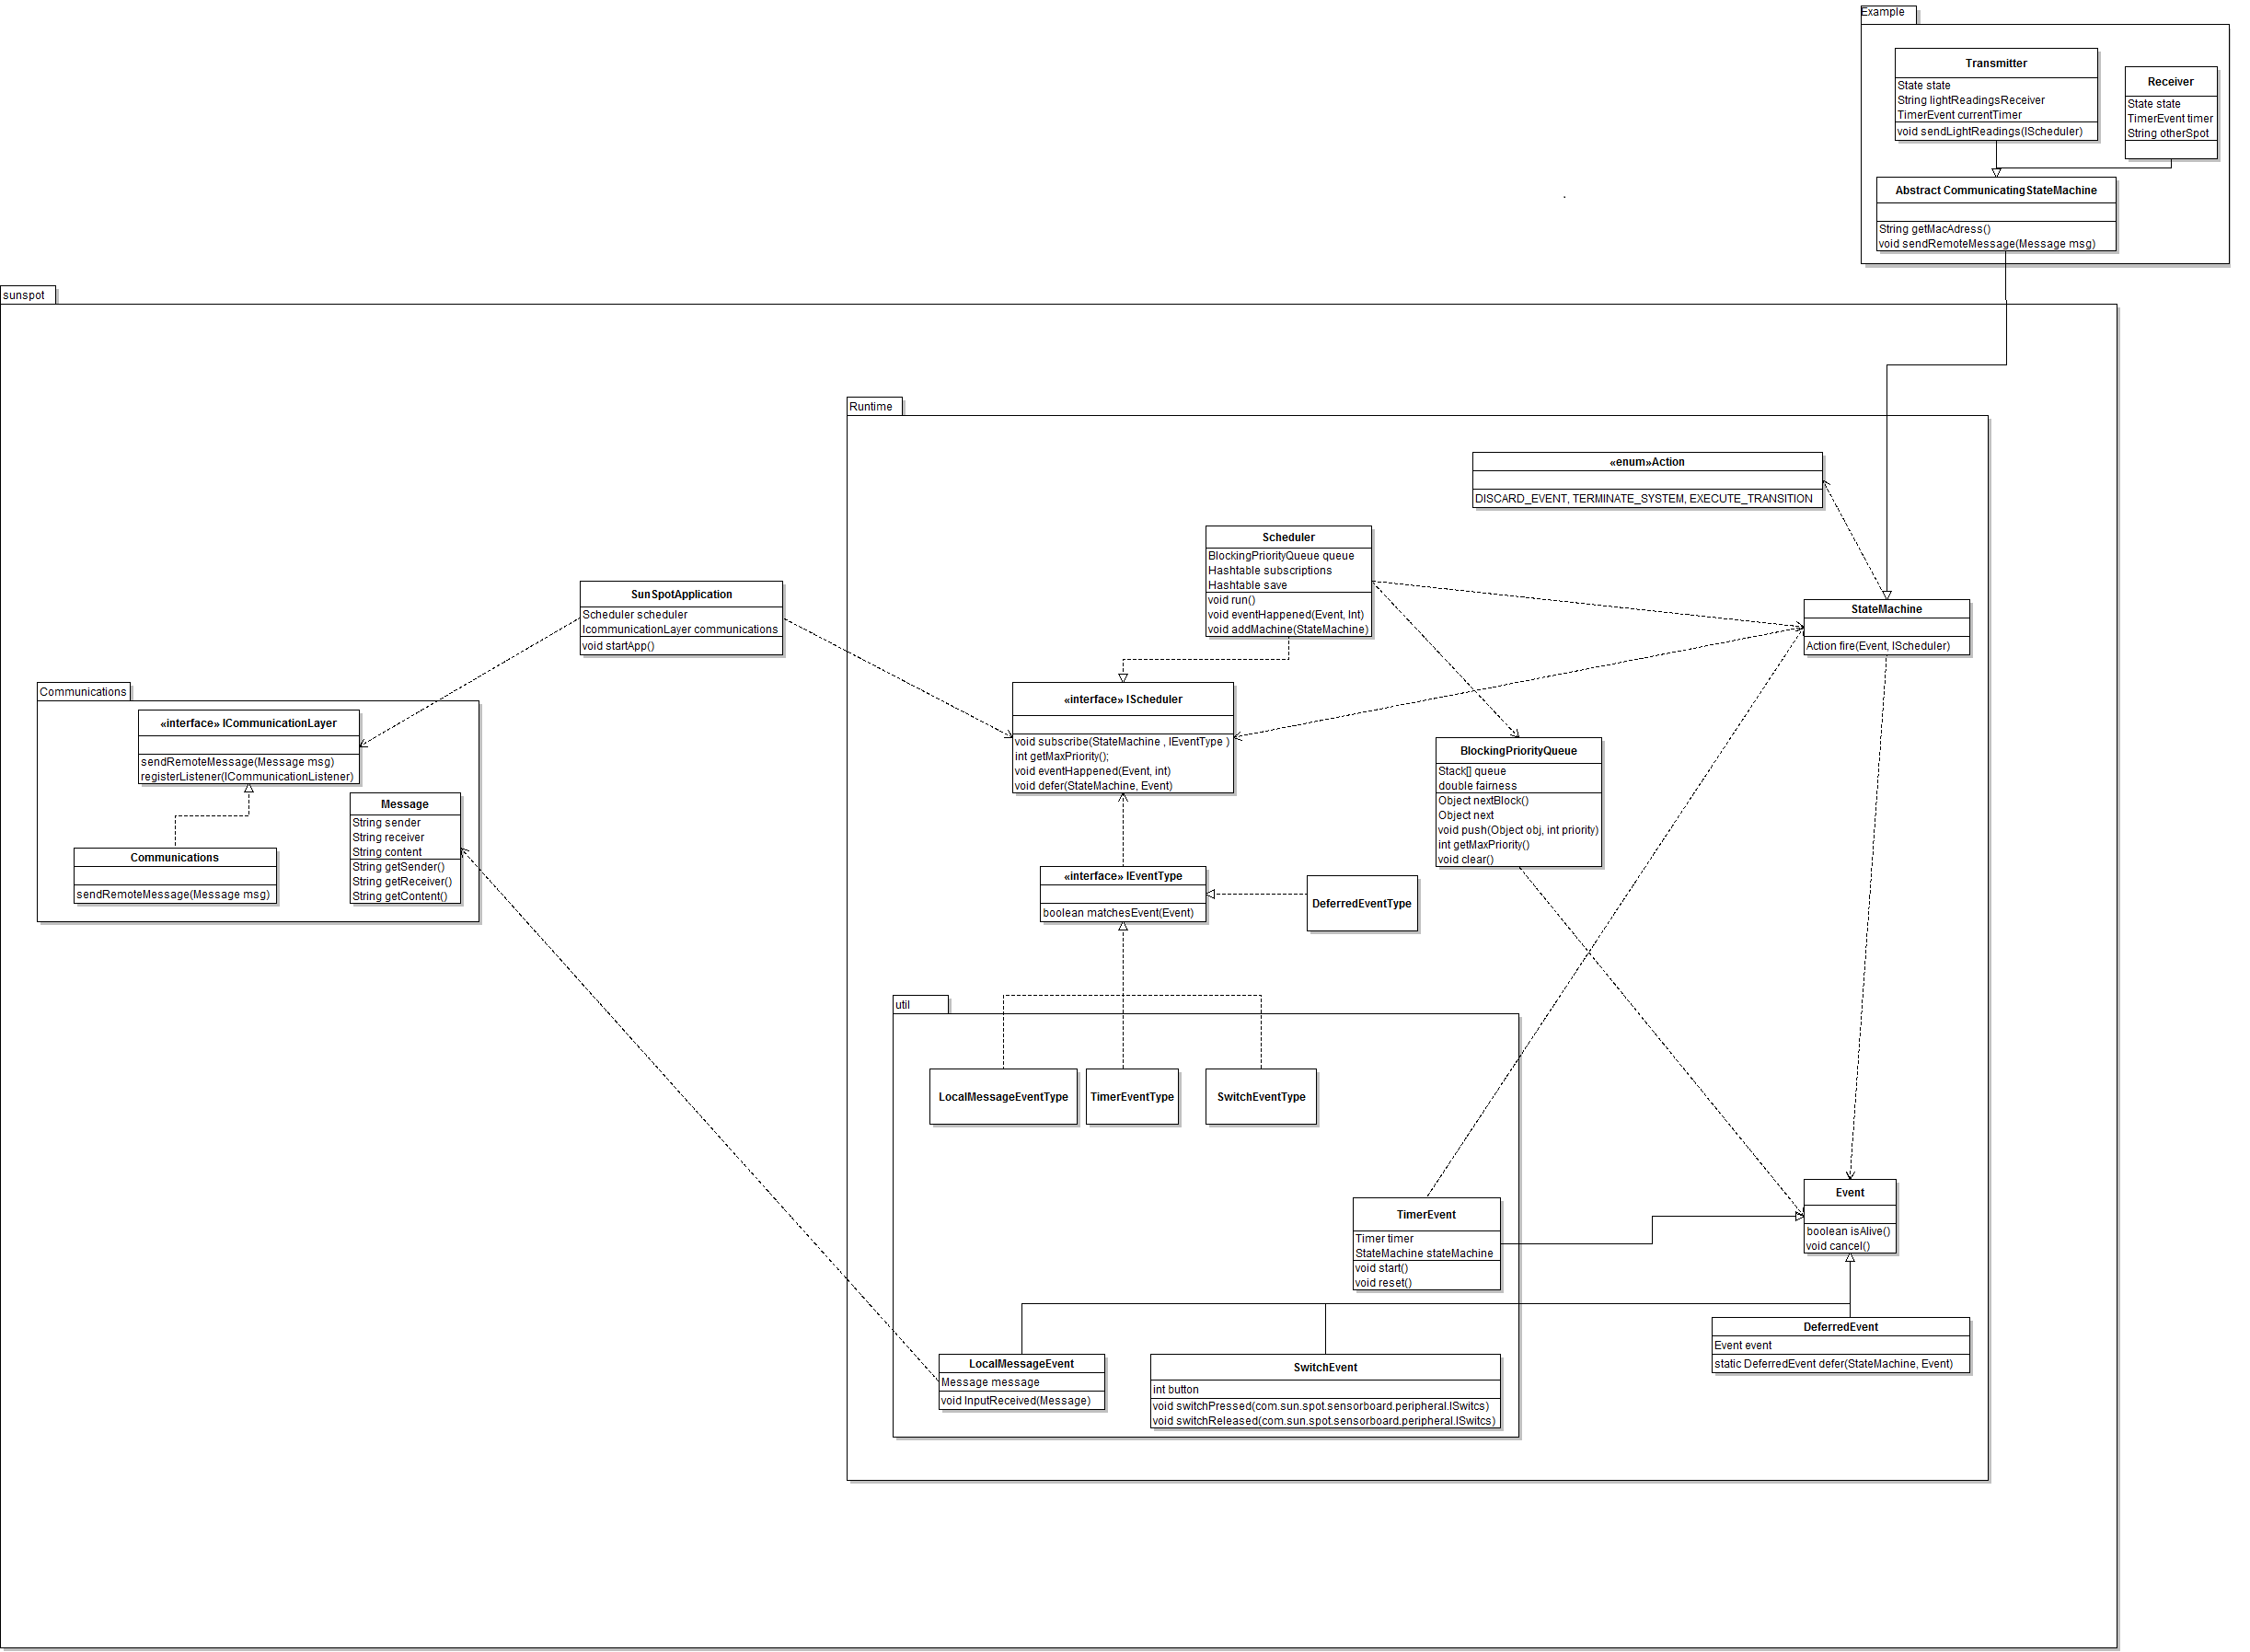 Example
Transmitter
State state
String lightReadingsReceiver
TimerEvent currentTimer
void sendLightReadings(IScheduler)
Receiver
State state
TimerEvent timer
String otherSpot
Abstract CommunicatingStateMachine
String getMacAdress()
void sendRemoteMessage(Message msg)
sunspot
Runtime
«enum»Action
DISCARD_EVENT, TERMINATE_SYSTEM, EXECUTE_TRANSITION
Scheduler
BlockingPriorityQueue queue
Hashtable subscriptions
Hashtable save
void run()
void eventHappened(Event, Int)
void addMachine(StateMachine)
SunSpotApplication
Scheduler scheduler
IcommunicationLayer communications
void startApp()
StateMachine
Action fire(Event, IScheduler)
Communications
«interface» ICommunicationLayer
sendRemoteMessage(Message msg)
registerListener(ICommunicationListener)
Message
String sender
String receiver
String content
String getSender()
String getReceiver()
String getContent()
Communications
sendRemoteMessage(Message msg)
«interface» IScheduler
void subscribe(StateMachine , IEventType )
int getMaxPriority();
void eventHappened(Event, int)
void defer(StateMachine, Event)
BlockingPriorityQueue
Stack[] queue
double fairness
Object nextBlock()
Object next
void push(Object obj, int priority)
int getMaxPriority()
void clear()
«interface» IEventType
boolean matchesEvent(Event)
DeferredEventType
util
LocalMessageEventType
TimerEventType
SwitchEventType
TimerEvent
Timer timer
StateMachine stateMachine
void start()
void reset()
Event
boolean isAlive()
void cancel()
DeferredEvent
Event event
static DeferredEvent defer(StateMachine, Event)
LocalMessageEvent
Message message
void InputReceived(Message)
SwitchEvent
int button
void switchPressed(com.sun.spot.sensorboard.peripheral.ISwitcs)
void switchReleased(com.sun.spot.sensorboard.peripheral.ISwitcs)